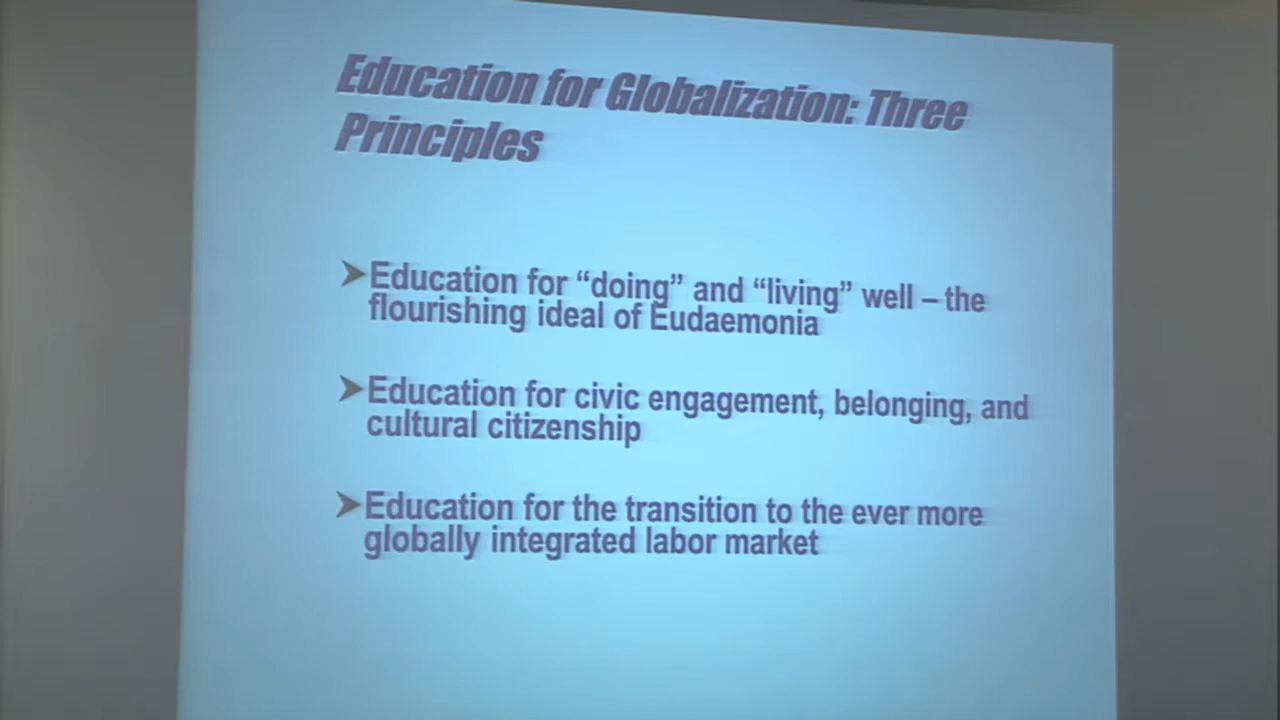 Education for Globalization: Three
Principles
Education for “doing” and “living” well – the
flourishing ideal of Eudaemonia
Education for civic engagement, belonging, and
cultural citizenship
Education for the transition to the ever more
globally integrated labor market